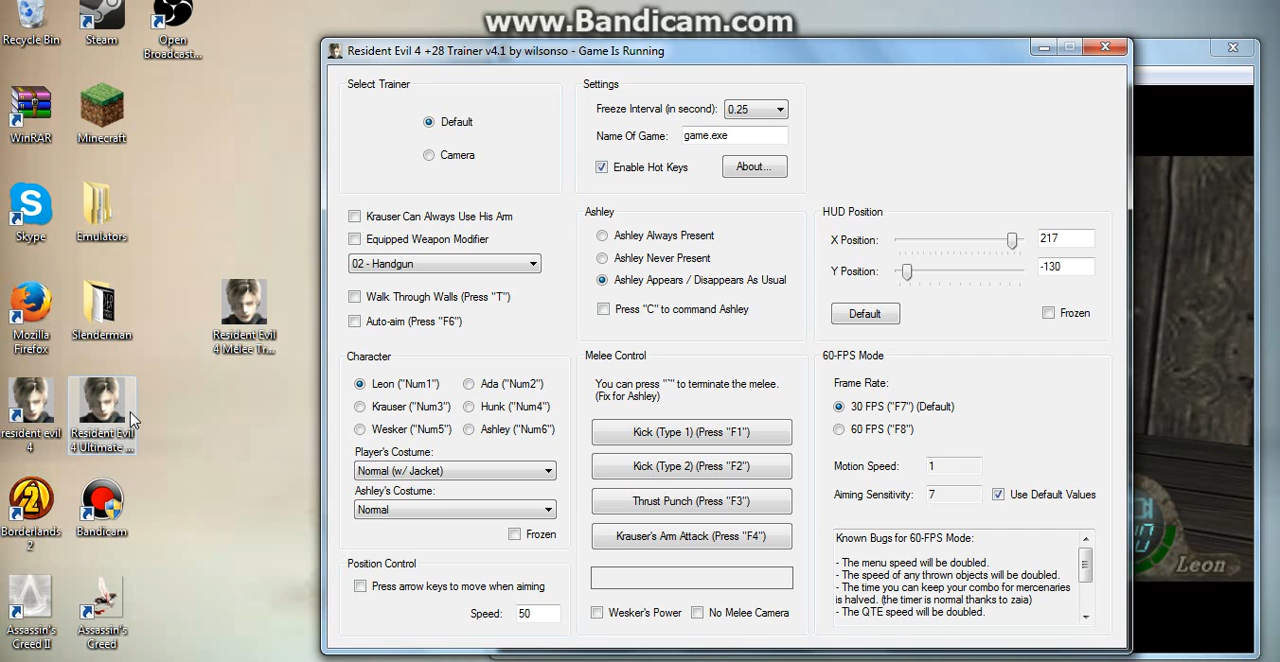 www.Bandicam.com
Resident Evil 4 +28 Trainer v4.1 by wilsonso - Game Is Running
Recycle Bin
Steam
Open
Broadcast...
WinRAR
Minecraft
Skype
Emulators
Mozilla
Firefox
Slenderman
Resident Evil
4 Melee Tr...
resident evil
4
Resident Evil
4 Ultimate ...
Borderlands
2
Bandicam
Assassin's
Creed II
Assassin's
Creed
Select Trainer
Default
Camera
Settings
Freeze Interval (in second): 0.25
Name Of Game: game.exe
Enable Hot Keys About...
Krauser Can Always Use His Arm
Equipped Weapon Modifier
02 - Handgun
Walk Through Walls (Press "T")
Auto-aim (Press "F6")
Ashley
Ashley Always Present
Ashley Never Present
Ashley Appears / Disappears As Usual
Press "C" to command Ashley
HUD Position
X Position: 217
Y Position: -130
Default Frozen
Character
Leon ("Num1") Ada ("Num2")
Krauser ("Num3") Hunk ("Num4")
Wesker ("Num5") Ashley ("Num6")
Player's Costume:
Normal (w/ Jacket)
Ashley's Costume:
Normal
Frozen
Position Control
Press arrow keys to move when aiming
Speed: 50
Melee Control
You can press "`" to terminate the melee.
(Fix for Ashley)
Kick (Type 1) (Press "F1")
Kick (Type 2) (Press "F2")
Thrust Punch (Press "F3")
Krauser's Arm Attack (Press "F4")
Wesker's Power No Melee Camera
60-FPS Mode
Frame Rate:
30 FPS ("F7") (Default)
60 FPS ("F8")
Motion Speed: 1
Aiming Sensitivity: 7 Use Default Values
Known Bugs for 60-FPS Mode:
- The menu speed will be doubled.
- The speed of any thrown objects will be doubled.
- The time you can keep your combo for mercenaries
is halved. (the timer is normal thanks to zaia)
- The QTE speed will be doubled.
Leon